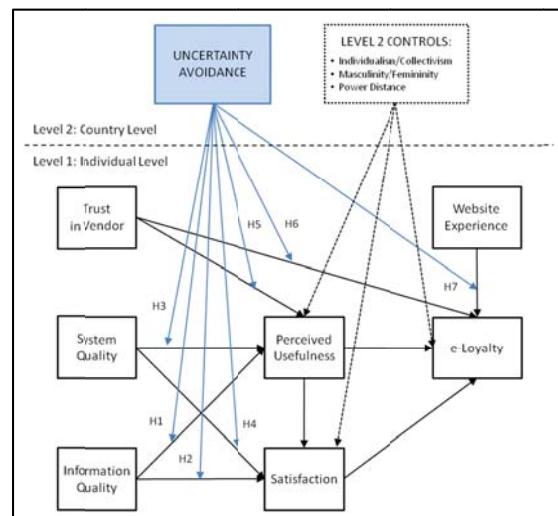 UNCERTAINTY
AVOIDANCE
LEVEL 2 CONTROLS:
• Individualism/Collectivism
• Masculinity/Femininity
• Power Distance
Level 2: Country Level
Level 1: Individual Level
Trust
in Vendor
H5
H6
Website
Experience
H7
H3
System
Quality
Perceived
Usefulness
e-Loyalty
H1
H4
H2
Information
Quality
Satisfaction